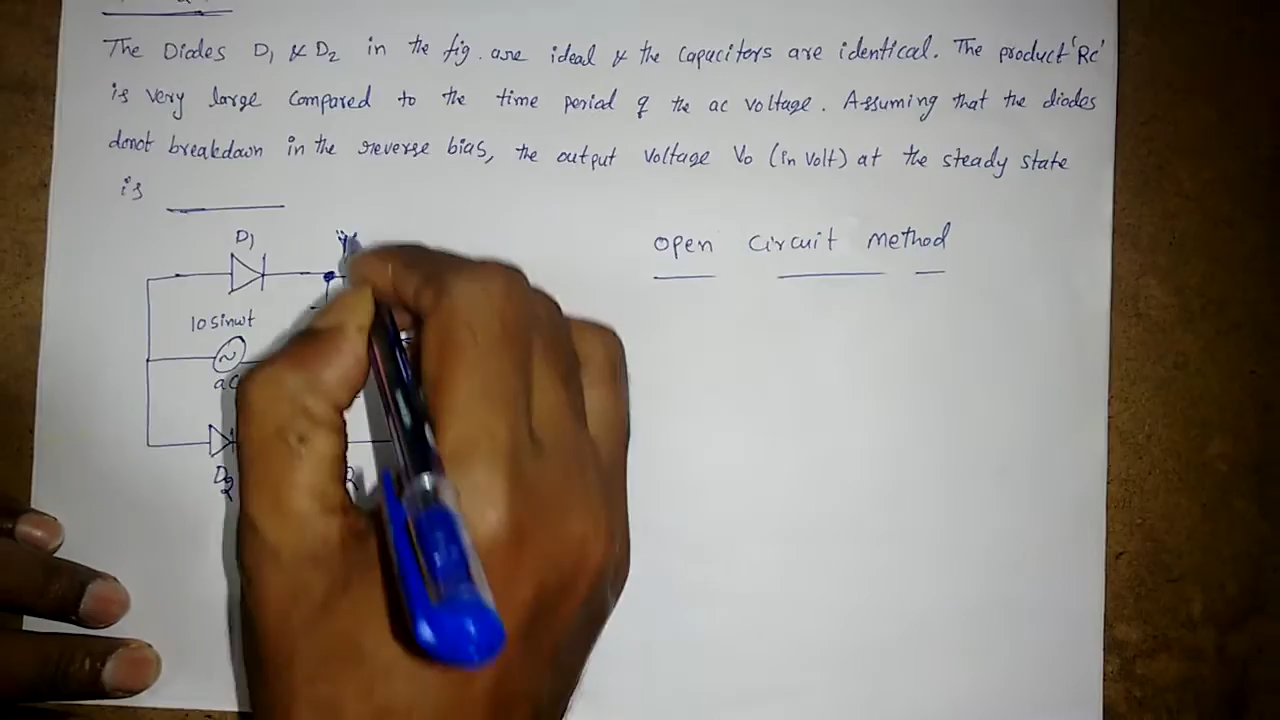 The Diodes D1 & D2 in the fig. are ideal & the capacitors are identical. The product 'RC'
is very large compared to the time period of the ac voltage. Assuming that the diodes
donot breakdown in the reverse bias, the output voltage Vo (in volt) at the steady state
is ________
Open Circuit Method
D1
10 sinwt
D2